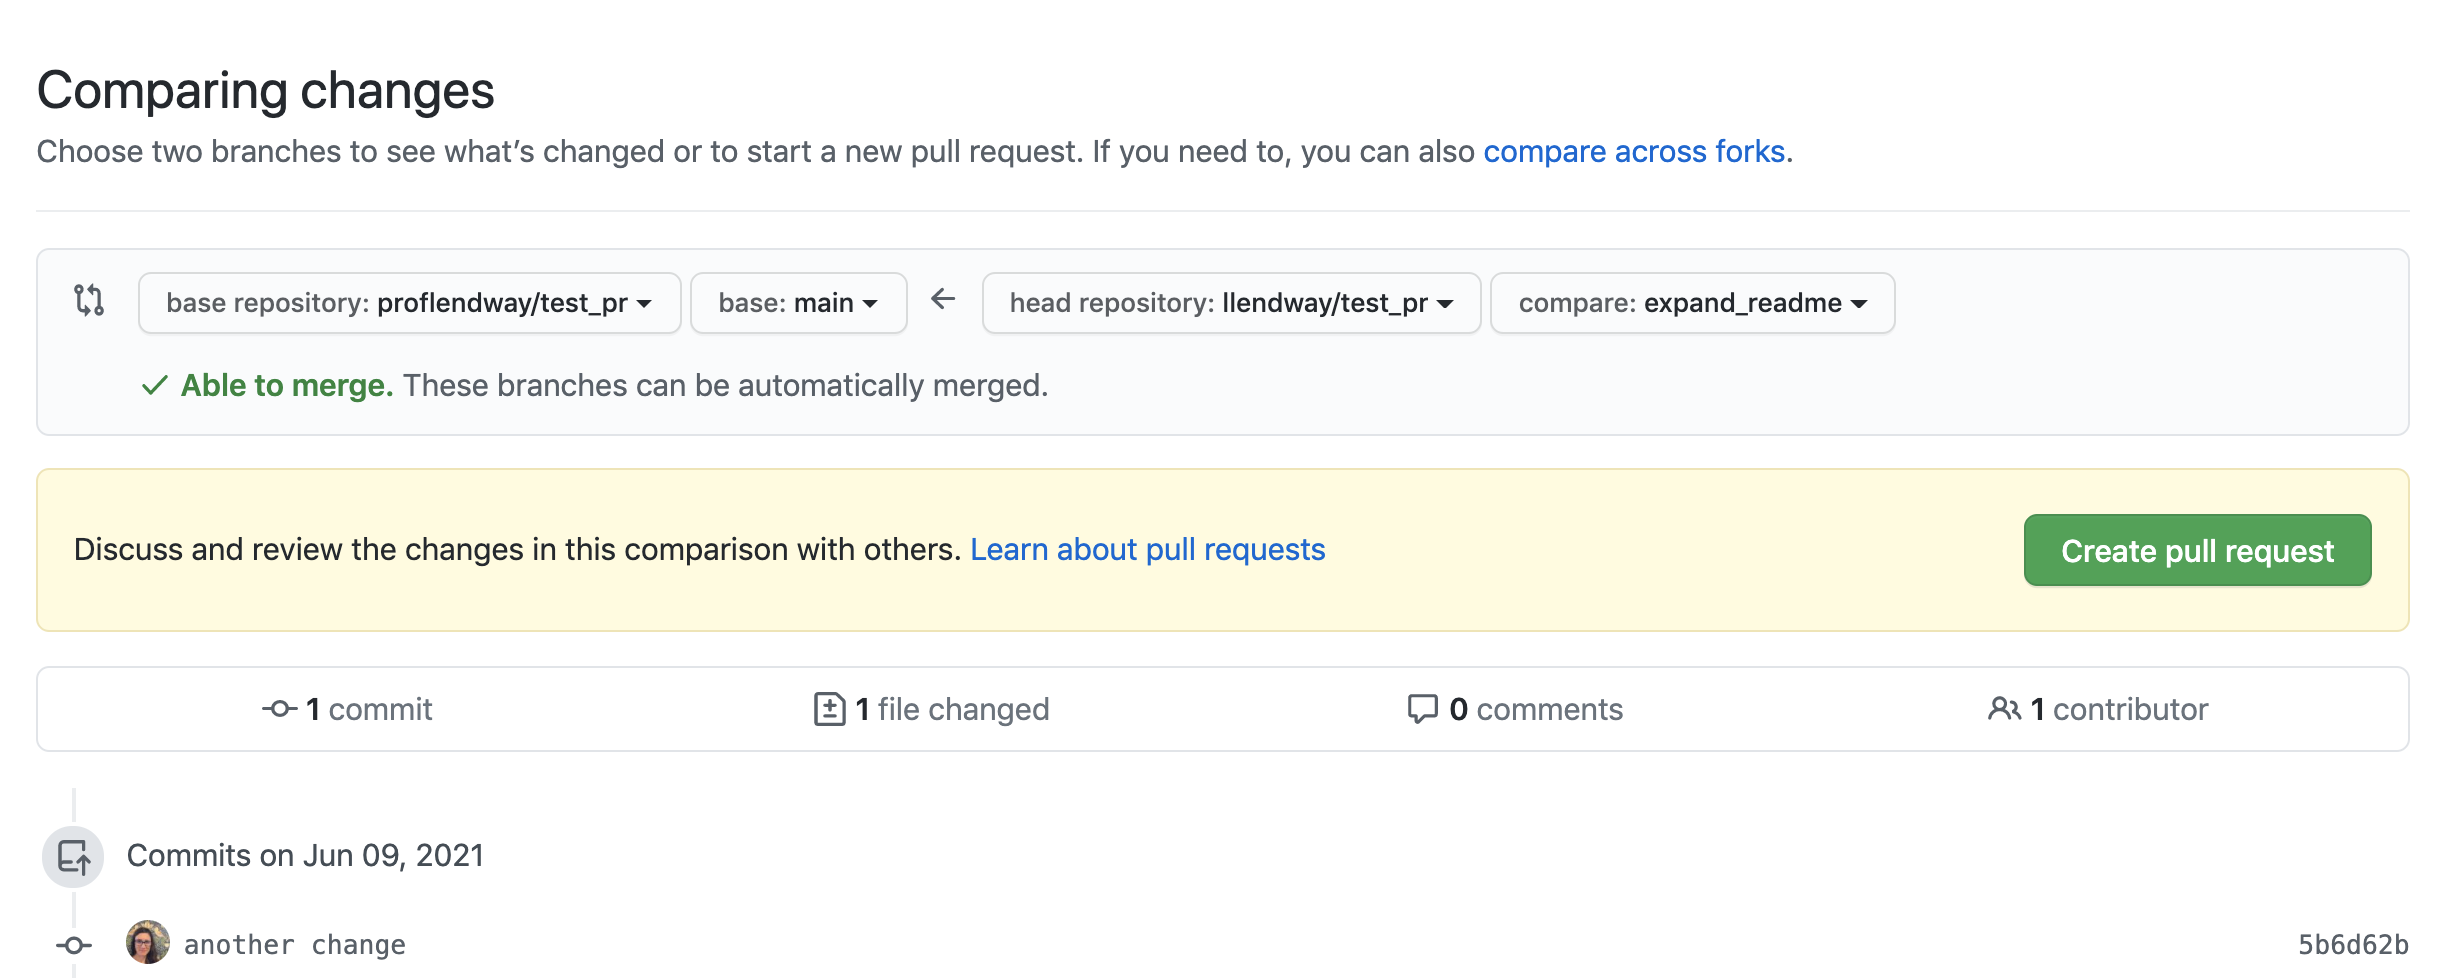 Comparing changes
Choose two branches to see what’s changed or to start a new pull request. If you need to, you can also compare across forks.
base repository: proflendway/test_pr base: main head repository: llendway/test_pr compare: expand_readme
Able to merge. These branches can be automatically merged.
Discuss and review the changes in this comparison with others. Learn about pull requests Create pull request
1 commit 1 file changed 0 comments 1 contributor
Commits on Jun 09, 2021
another change 5b6d62b